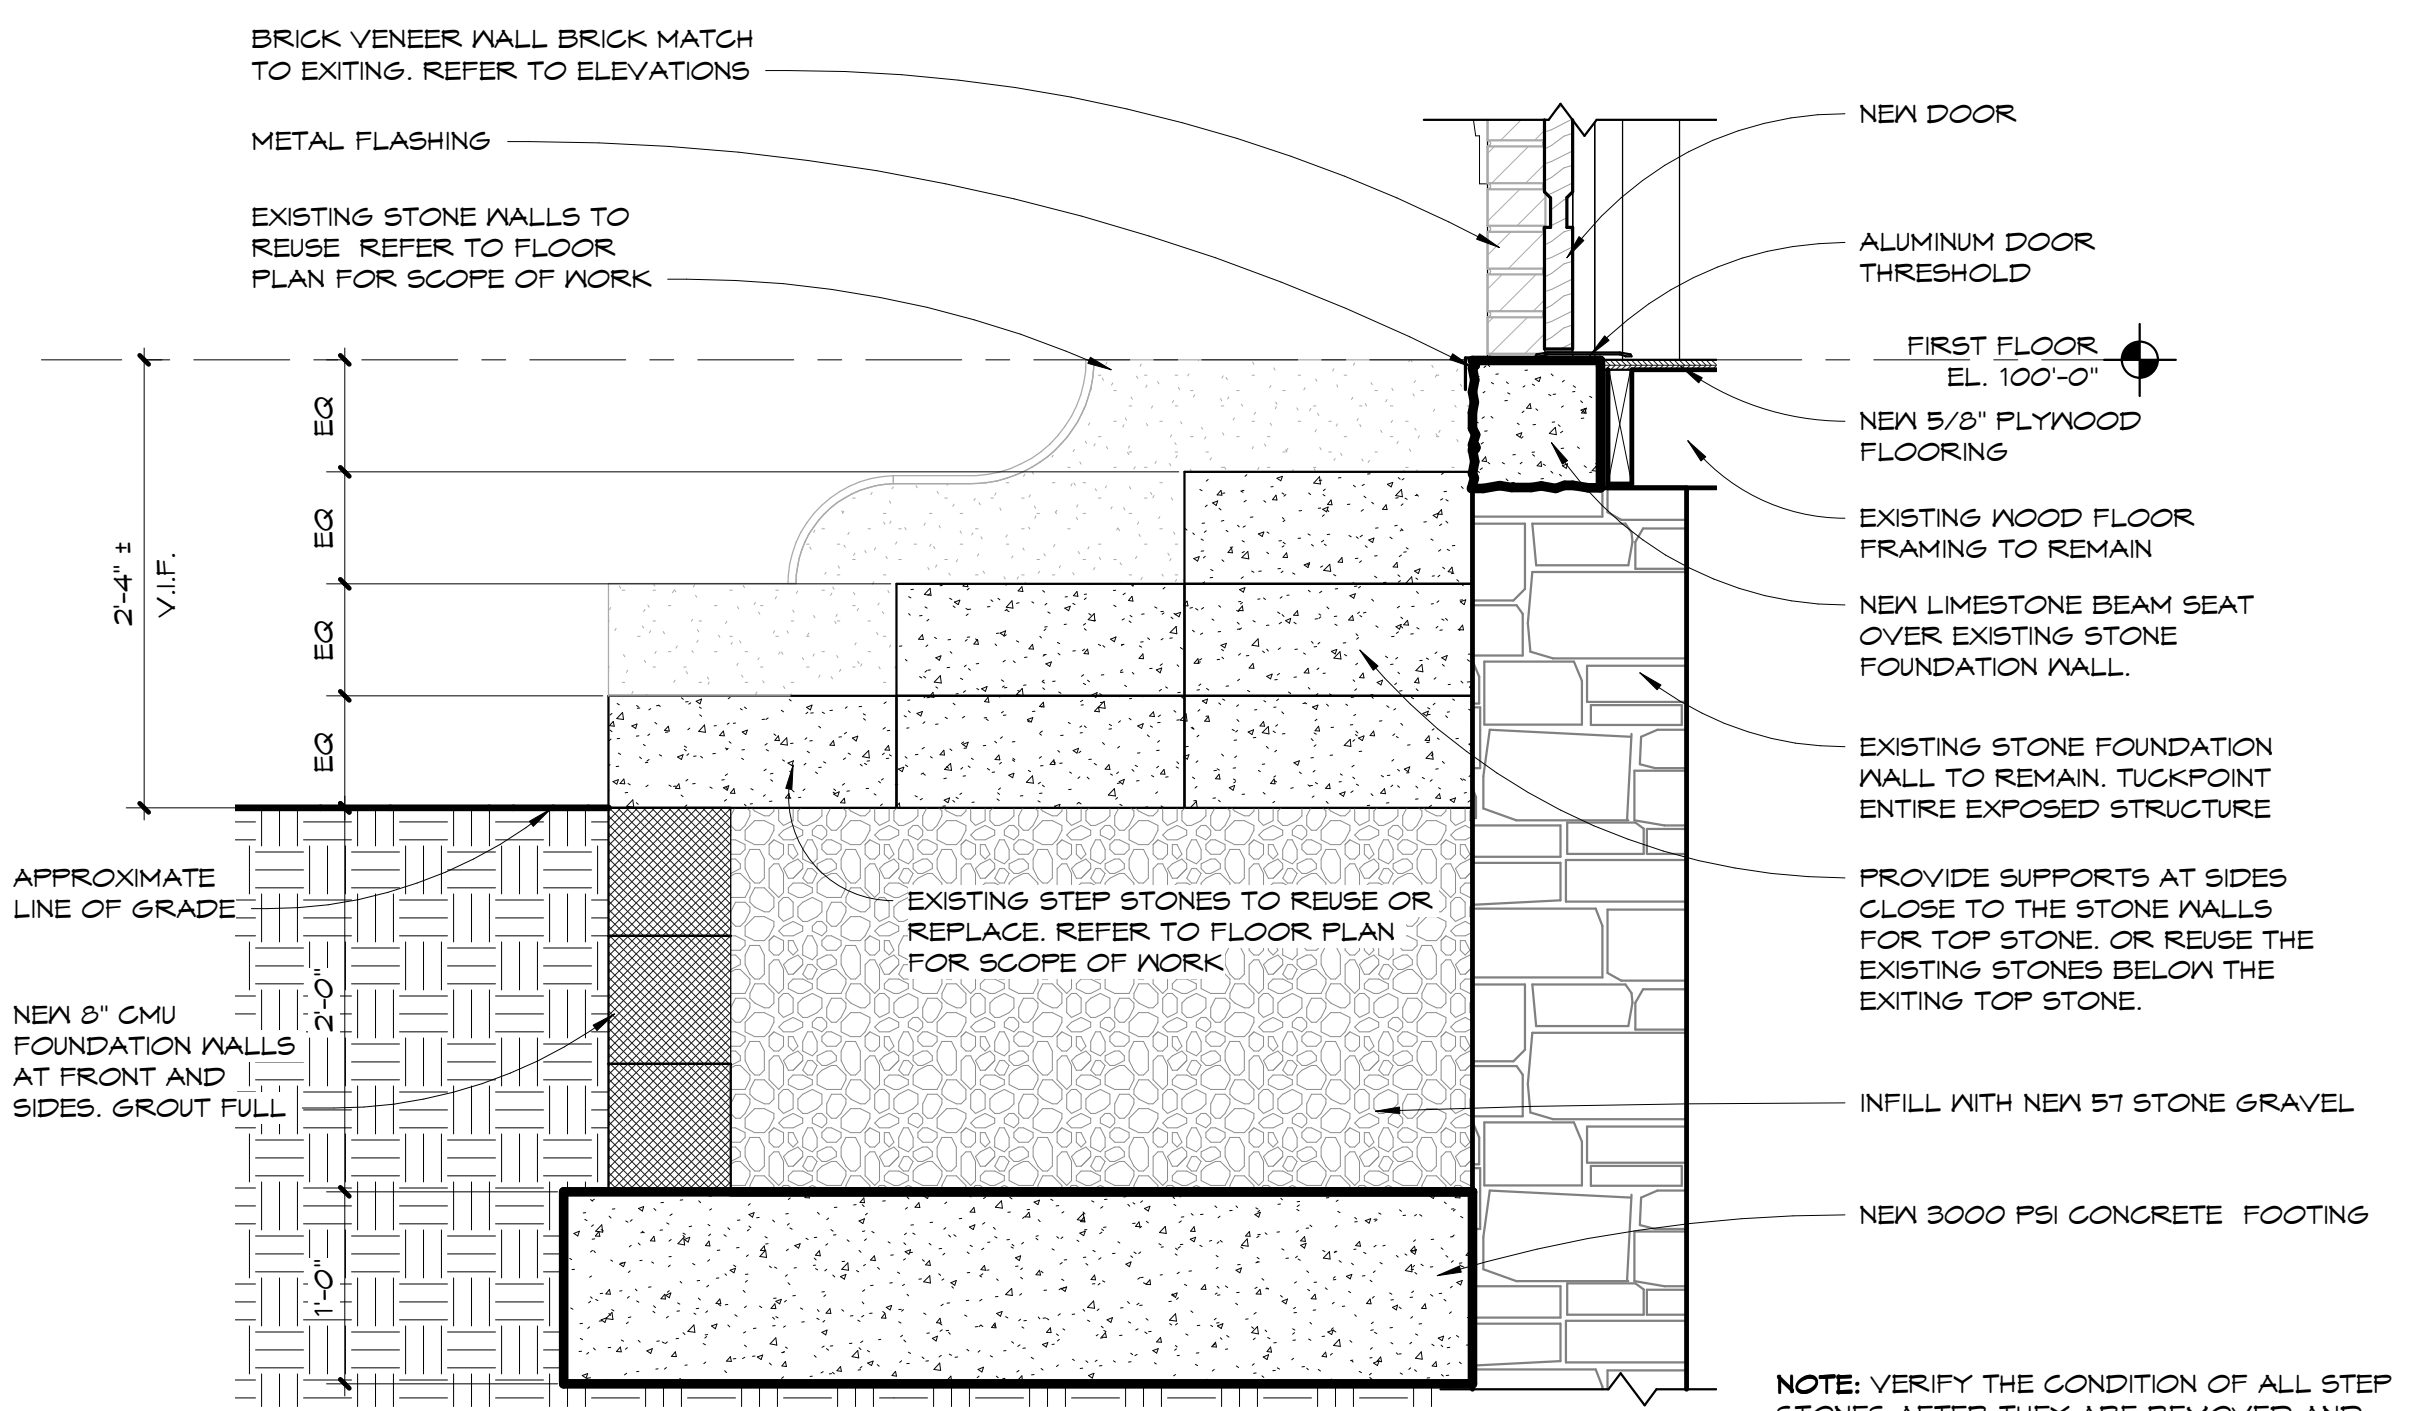 BRICK VENEER WALL BRICK MATCH
TO EXITING. REFER TO ELEVATIONS
METAL FLASHING
EXISTING STONE WALLS TO
REUSE  REFER TO FLOOR
PLAN FOR SCOPE OF WORK
NEW DOOR
ALUMINUM DOOR
THRESHOLD
FIRST FLOOR
EL. 100'-0"
NEW 5/8" PLYWOOD
FLOORING
EXISTING WOOD FLOOR
FRAMING TO REMAIN
NEW LIMESTONE BEAM SEAT
OVER EXISTING STONE
FOUNDATION WALL.
EXISTING STONE FOUNDATION
WALL TO REMAIN. TUCKPOINT
ENTIRE EXPOSED STRUCTURE
PROVIDE SUPPORTS AT SIDES
CLOSE TO THE STONE WALLS
FOR TOP STONE. OR REUSE THE
EXISTING STONES BELOW THE
EXITING TOP STONE.
INFILL WITH NEW 57 STONE GRAVEL
NEW 3000 PSI CONCRETE  FOOTING
EQ
EQ
EQ
EQ
2'-4" ±
V.I.F.
APPROXIMATE
LINE OF GRADE
EXISTING STEP STONES TO REUSE OR
REPLACE. REFER TO FLOOR PLAN
FOR SCOPE OF WORK
2'-0"
NEW 8" CMU
FOUNDATION WALLS
AT FRONT AND
SIDES. GROUT FULL
1'-0"
NOTE: VERIFY THE CONDITION OF ALL STEP
STONES AFTER THEY ARE REMOVED AND